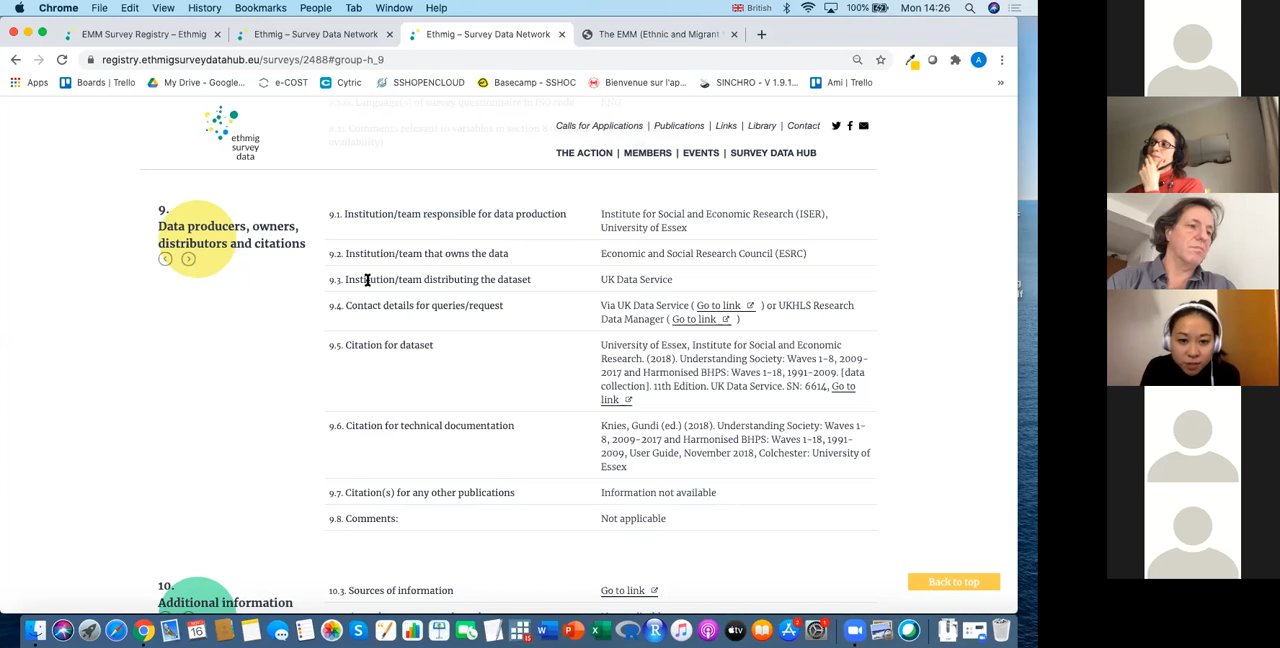 Chrome File Edit View History Bookmarks People Tab Window Help British 100% Mon 14:26
EMM Survey Registry – Ethmig × Ethmig – Survey Data Network × Ethmig – Survey Data Network × The EMM (Ethnic and Migrant × +
registry.ethmigsurveydatahub.eu/surveys/2488#group-h_9 A
Apps Boards | Trello My Drive - Google... e-COST Cytric SSHOPENCLOUD Basecamp - SSHOC Bienvenue sur l'ap... SINCHRO - V 1.9.1... Ami | Trello »
ethmig
survey
data
Calls for Applications | Publications | Links | Library | Contact
THE ACTION | MEMBERS | EVENTS | SURVEY DATA HUB
availability)
9.
Data producers, owners,
distributors and citations
9.1. Institution/team responsible for data production Institute for Social and Economic Research (ISER),
University of Essex
9.2. Institution/team that owns the data Economic and Social Research Council (ESRC)
9.3. Institution/team distributing the dataset UK Data Service
9.4. Contact details for queries/request Via UK Data Service ( Go to link ) or UKHLS Research
Data Manager ( Go to link )
9.5. Citation for dataset University of Essex, Institute for Social and Economic
Research. (2018). Understanding Society: Waves 1-8, 2009-
2017 and Harmonised BHPS: Waves 1-18, 1991-2009. [data
collection]. 11th Edition. UK Data Service. SN: 6614, Go to
link
9.6. Citation for technical documentation Knies, Gundi (ed.) (2018). Understanding Society: Waves 1-
8, 2009-2017 and Harmonised BHPS: Waves 1-18, 1991-
2009, User Guide, November 2018, Colchester: University of
Essex
9.7. Citation(s) for any other publications Information not available
9.8. Comments: Not applicable
10.
Additional information
10.3. Sources of information Go to link
Back to top